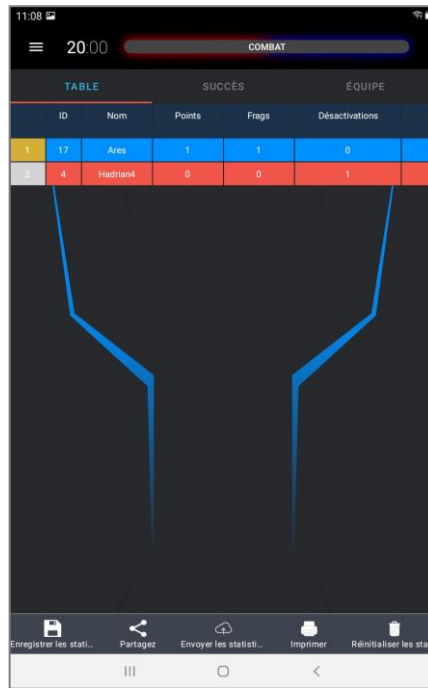 11:08
20:00 COMBAT
TABLE SUCCÈS ÉQUIPE
ID Nom Points Frags Désactivations
1 17 Ares 1 1 0
2 4 Hadrian4 0 0 1
Enregistrer les stati... Partagez Envoyer les statisti... Imprimer Réinitialiser les sta